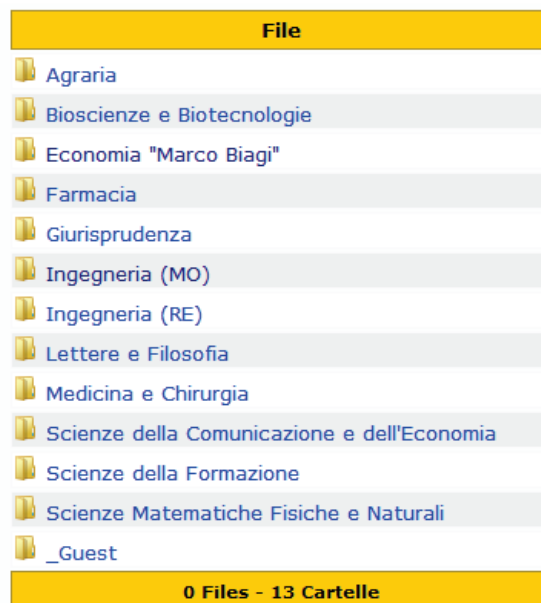 File
Agraria
Bioscienze e Biotecnologie
Economia "Marco Biagi"
Farmacia
Giurisprudenza
Ingegneria (MO)
Ingegneria (RE)
Lettere e Filosofia
Medicina e Chirurgia
Scienze della Comunicazione e dell'Economia
Scienze della Formazione
Scienze Matematiche Fisiche e Naturali
_Guest
0 Files - 13 Cartelle